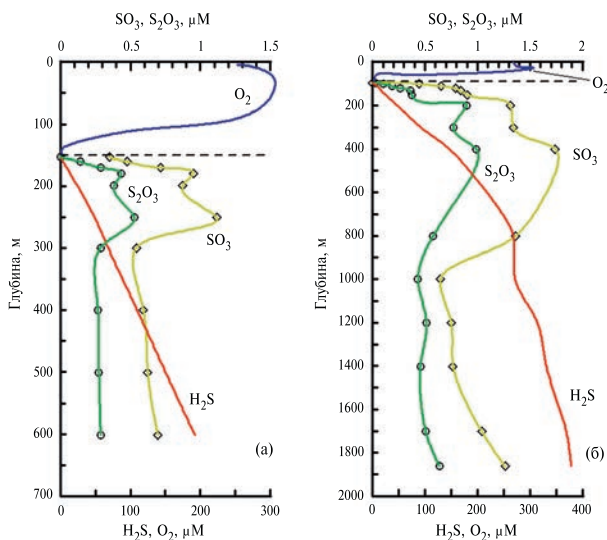 SO₃, S₂O₃, µM
0 0.5 1 1.5
0
100
200
300
400
500
600
700
Глубина, м
O₂
S₂O₃
SO₃
H₂S
(а)
0 100 200 300
H₂S, O₂, µM
SO₃, S₂O₃, µM
0 0.5 1 1.5 2
0
200
400
600
800
1000
1200
1400
1600
1800
2000
Глубина, м
O₂
SO₃
S₂O₃
H₂S
(б)
0 100 200 300 400
H₂S, O₂, µM